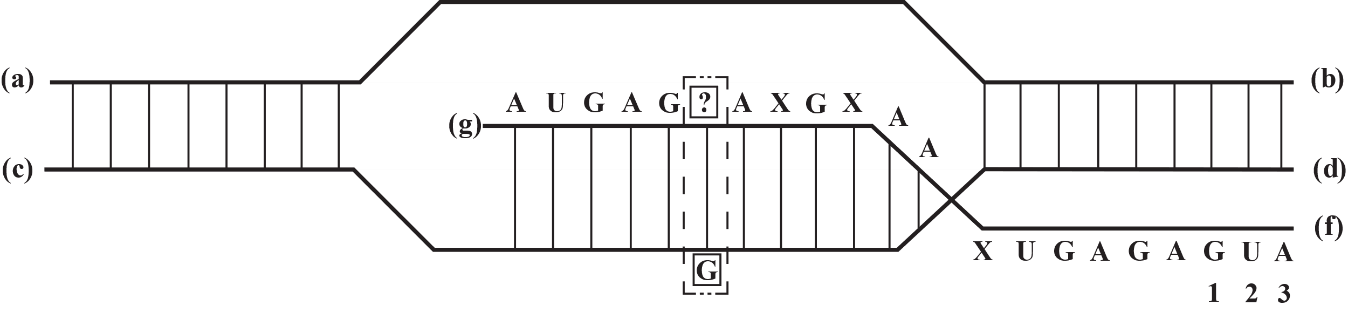 (a) (b)
A U G A G ? A X G X A A
(g)
(c) (d)
(f)
X U G A G A G U A
G
1 2 3